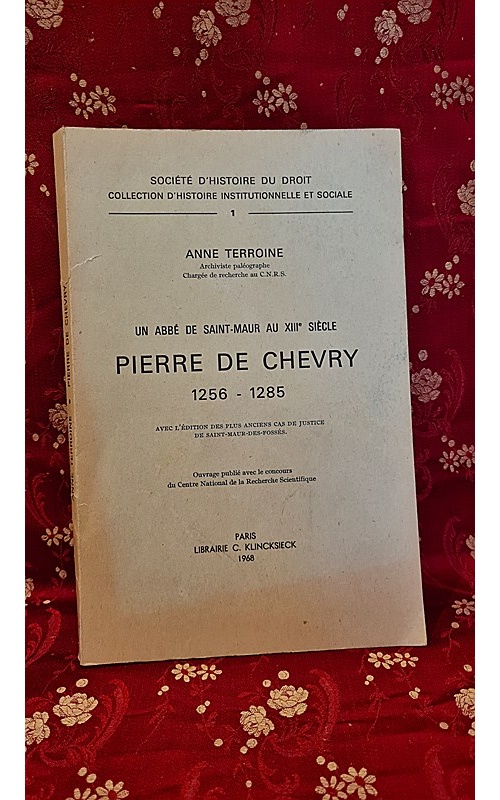 SOCIÉTÉ D'HISTOIRE DU DROIT
COLLECTION D'HISTOIRE INSTITUTIONNELLE ET SOCIALE
1
ANNE TERROINE
Archiviste paléographe
Chargée de recherche au C.N.R.S.
UN ABBÉ DE SAINT-MAUR AU XIIIe SIÈCLE
PIERRE DE CHEVRY
1256 - 1285
AVEC L'ÉDITION DES PLUS ANCIENS CAS DE JUSTICE
DE SAINT-MAUR-DES-FOSSÉS.
Ouvrage publié avec le concours
du Centre National de la Recherche Scientifique
PARIS
LIBRAIRIE C. KLINCKSIECK
1968
ANNE TERROINE - PIERRE DE CHEVRY